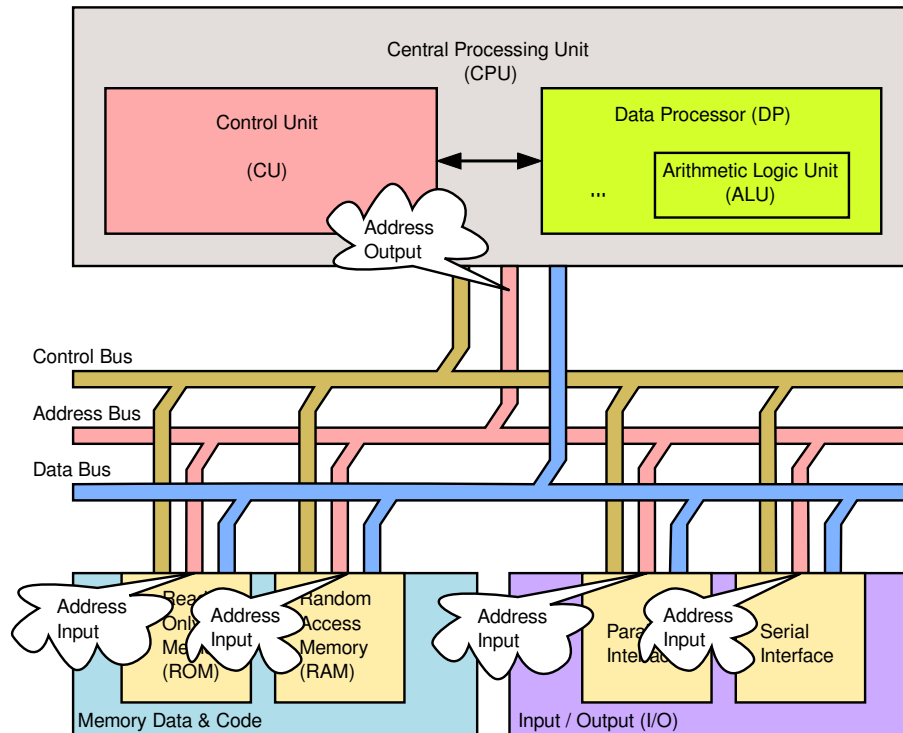 Central Processing Unit
(CPU)
Control Unit
(CU)
Data Processor (DP)
...
Arithmetic Logic Unit
(ALU)
Address
Output
Control Bus
Address Bus
Data Bus
Address
Input
Read
Only
(ROM)
Address
Input
Random
Access
Memory
(RAM)
Memory Data & Code
Address
Input
Address
Input
Serial
Interface
Input / Output (I/O)